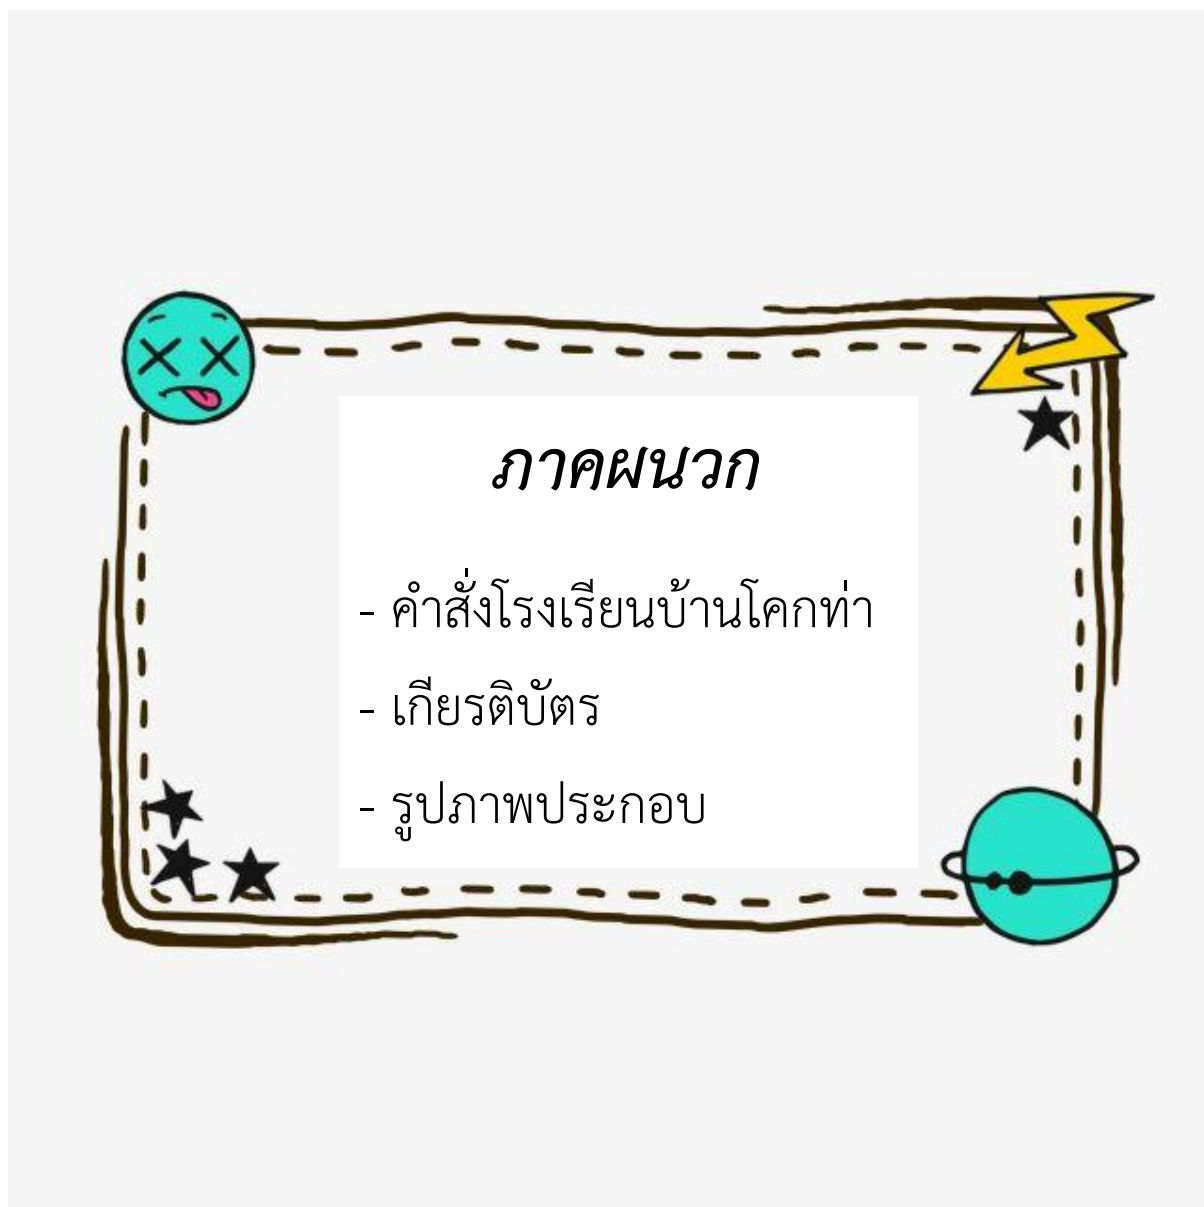 ภาคผนวก
- คำสั่งโรงเรียนบ้านโคกท่า
- เกียรติบัตร
- รูปภาพประกอบ